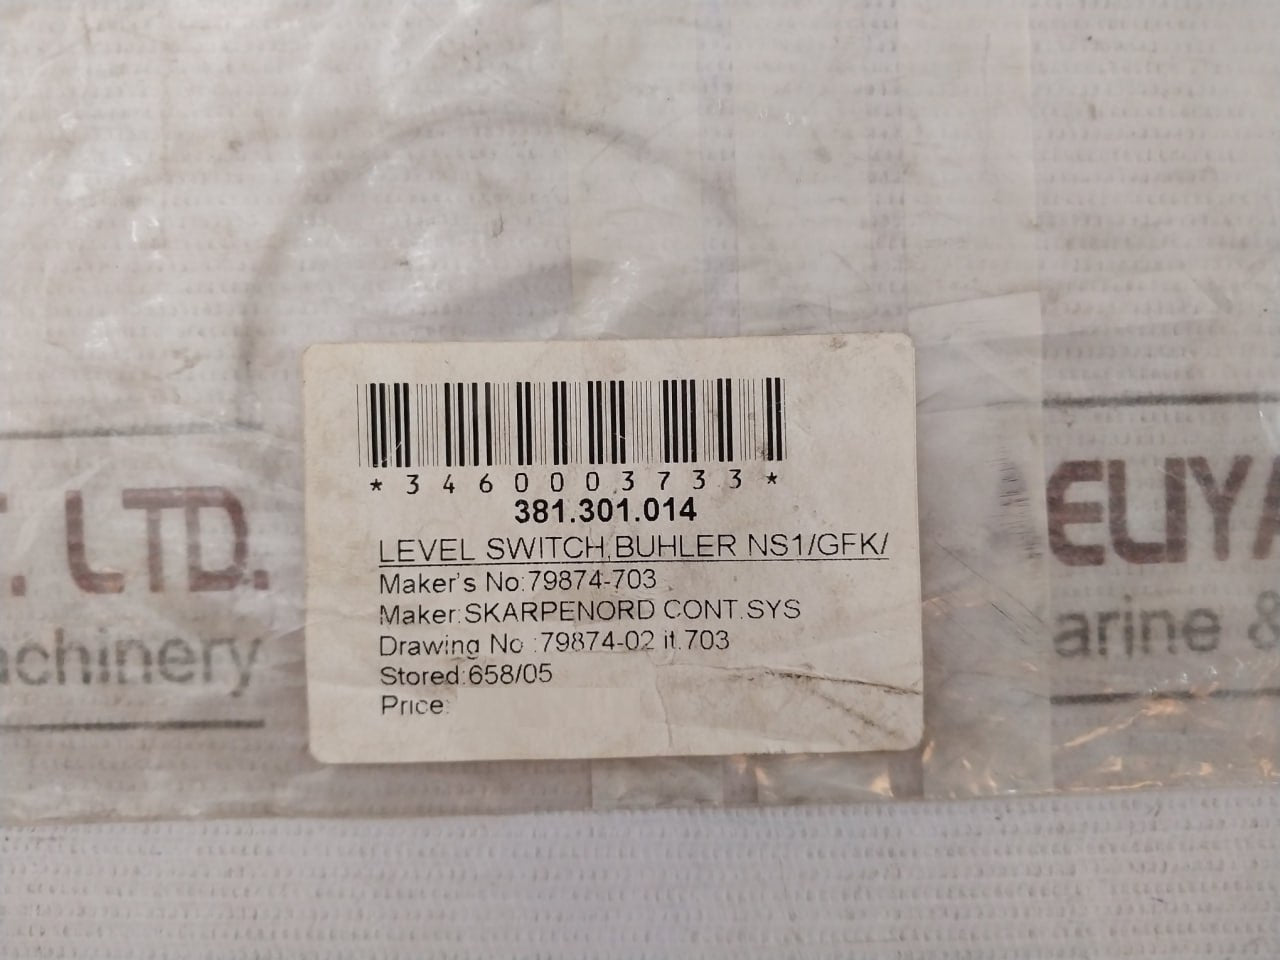 *3460003733*
381.301.014
LEVEL SWITCH,BUHLER NS1/GFK/
Maker's No:79874-703
Maker:SKARPENORD CONT.SYS
Drawing No.:79874-02 it.703
Stored:658/05
Price:
T. LTD.
achinery
ELIYA
arine &